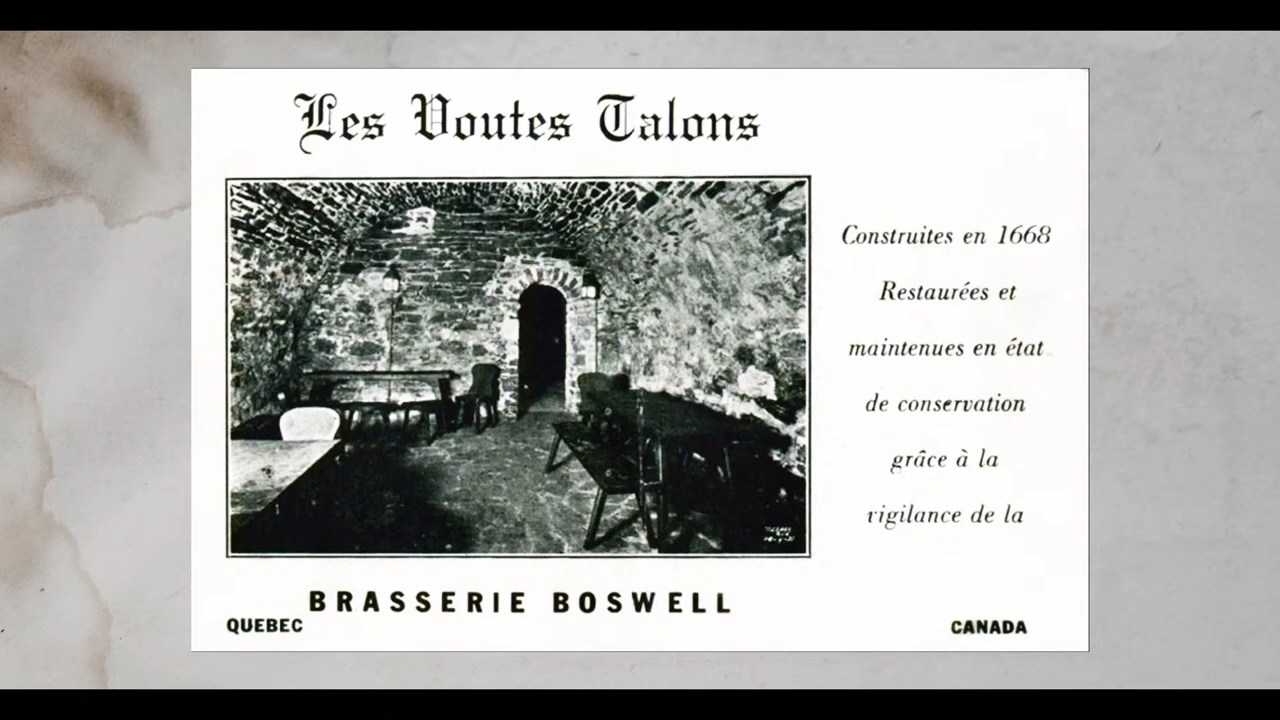 Les Voutes Talons
Construites en 1668
Restaurées et
maintenues en état
de conservation
grâce à la
vigilance de la
BRASSERIE BOSWELL
QUEBEC
CANADA